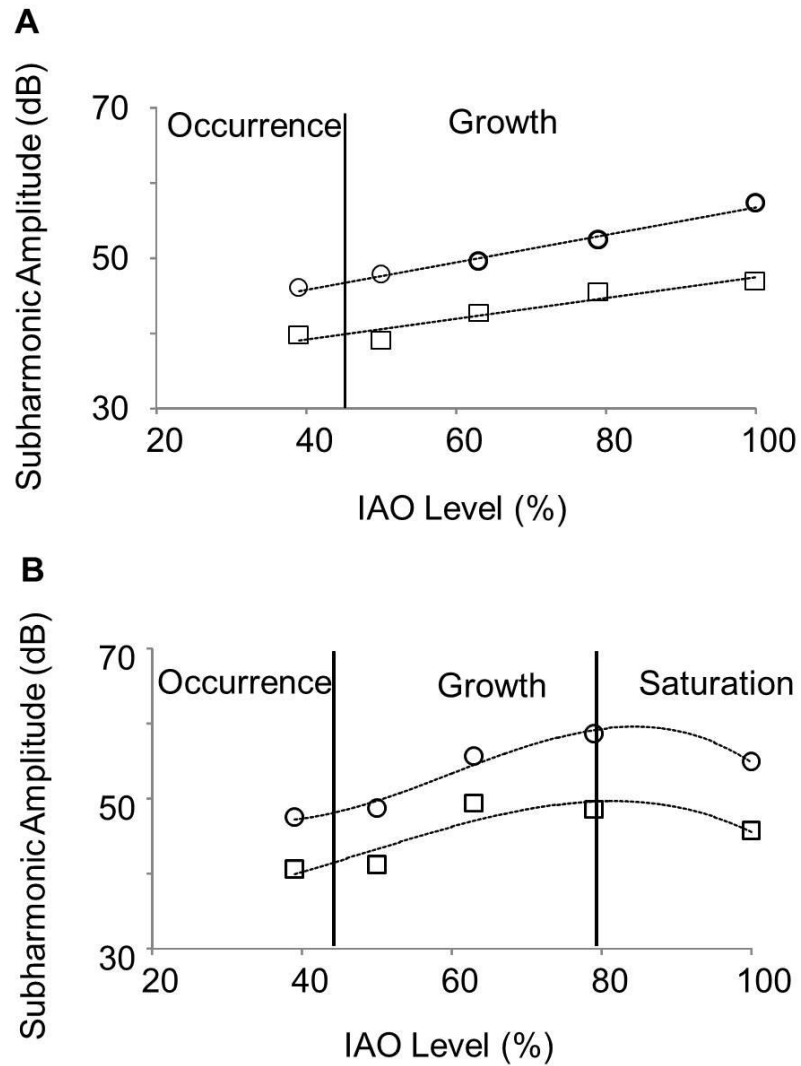 A
Subharmonic Amplitude (dB)
70
50
30
Occurrence
Growth
20 40 60 80 100
IAO Level (%)
B
Subharmonic Amplitude (dB)
70
50
30
Occurrence
Growth
Saturation
20 40 60 80 100
IAO Level (%)